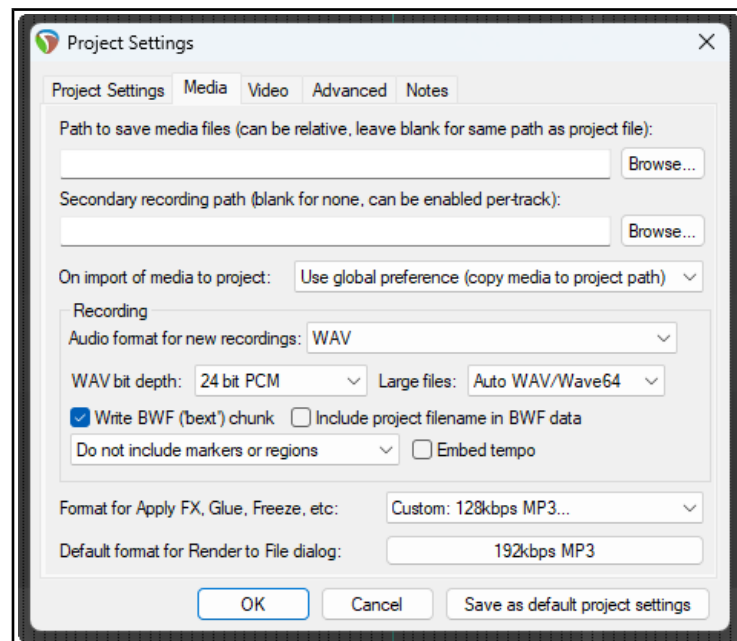 Project Settings
Project Settings Media Video Advanced Notes
Path to save media files (can be relative, leave blank for same path as project file):
Browse...
Secondary recording path (blank for none, can be enabled per-track):
Browse...
On import of media to project: Use global preference (copy media to project path)
Recording
Audio format for new recordings: WAV
WAV bit depth: 24 bit PCM Large files: Auto WAV/Wave64
Write BWF ('bext') chunk Include project filename in BWF data
Do not include markers or regions Embed tempo
Format for Apply FX, Glue, Freeze, etc: Custom: 128kbps MP3...
Default format for Render to File dialog: 192kbps MP3
OK Cancel Save as default project settings